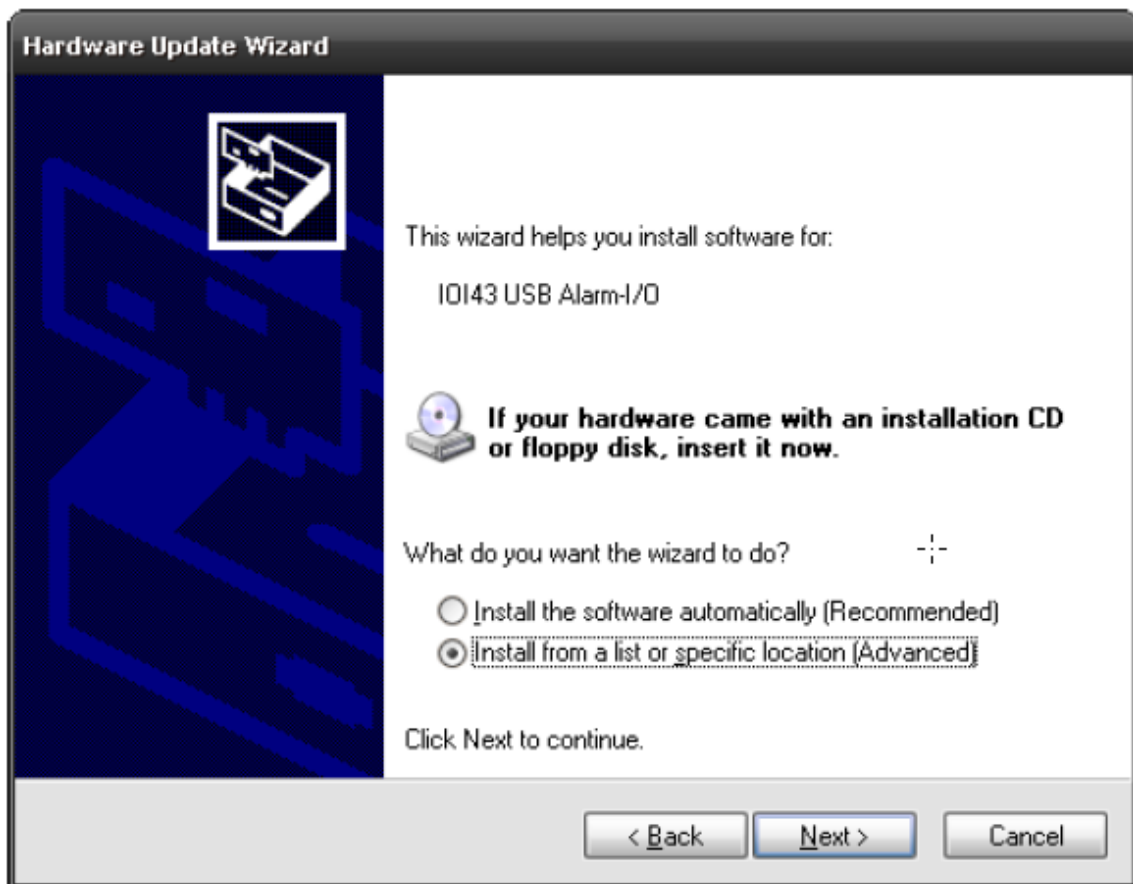 Hardware Update Wizard
This wizard helps you install software for:
IOI43 USB Alarm-I/O
If your hardware came with an installation CD
or floppy disk, insert it now.
What do you want the wizard to do?
Install the software automatically (Recommended)
Install from a list or specific location (Advanced)
Click Next to continue.
< Back
Next >
Cancel